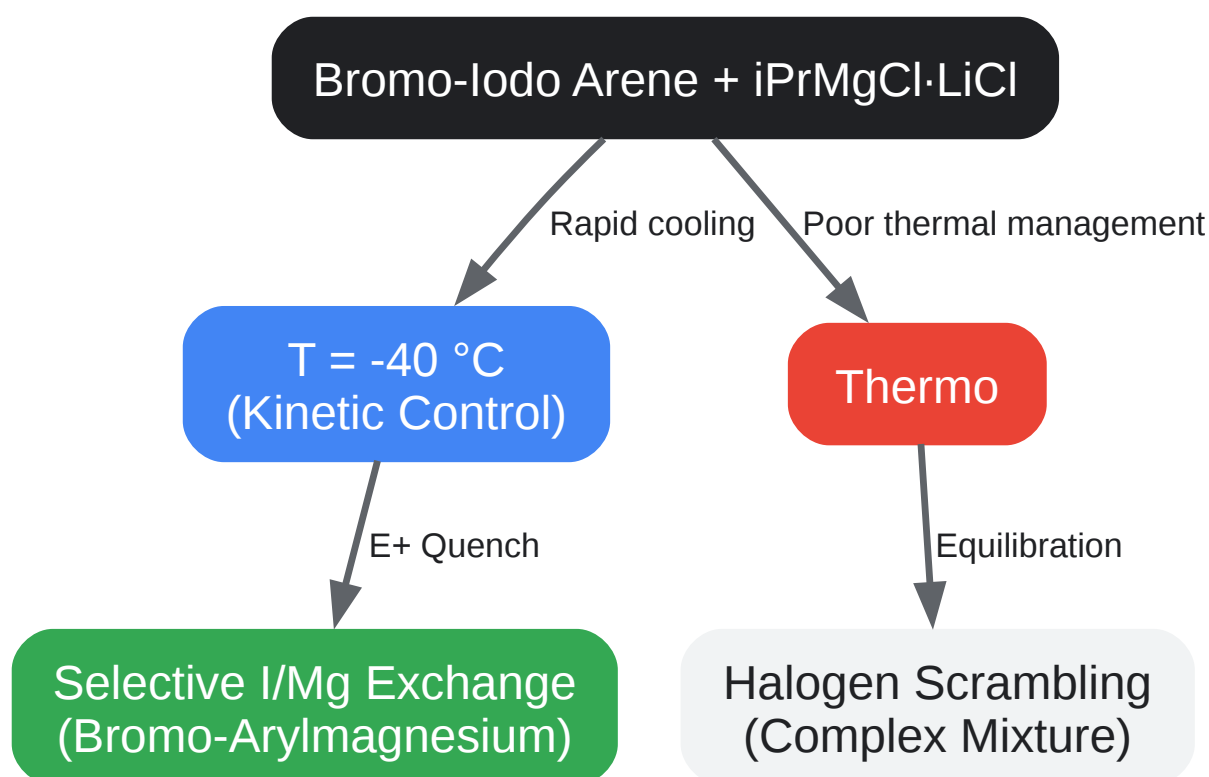 Bromo-Iodo Arene + iPrMgCl·LiCl
Rapid cooling
Poor thermal management
T = -40 °C
(Kinetic Control)
Thermo
E+ Quench
Equilibration
Selective I/Mg Exchange
(Bromo-Arylmagnesium)
Halogen Scrambling
(Complex Mixture)